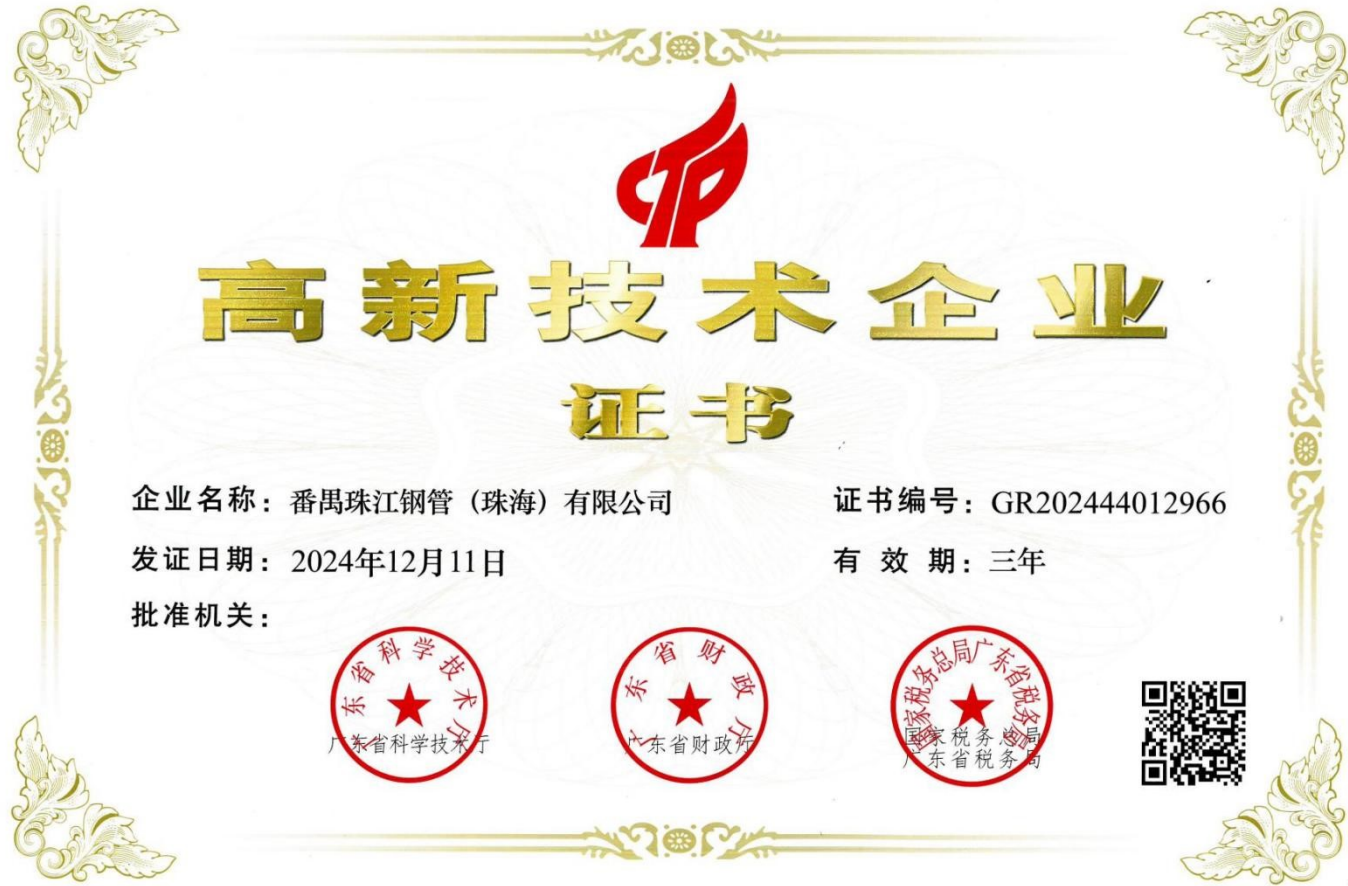 高新技术企业
证书
企业名称：番禺珠江钢管（珠海）有限公司
证书编号：GR202444012966
发证日期：2024年12月11日
有 效 期：三年
批准机关：
广东省科学技术厅
广东省科学技术厅
广东省财政厅
广东省财政厅
国家税务总局广东省税务局
国家税务总局
广东省税务局